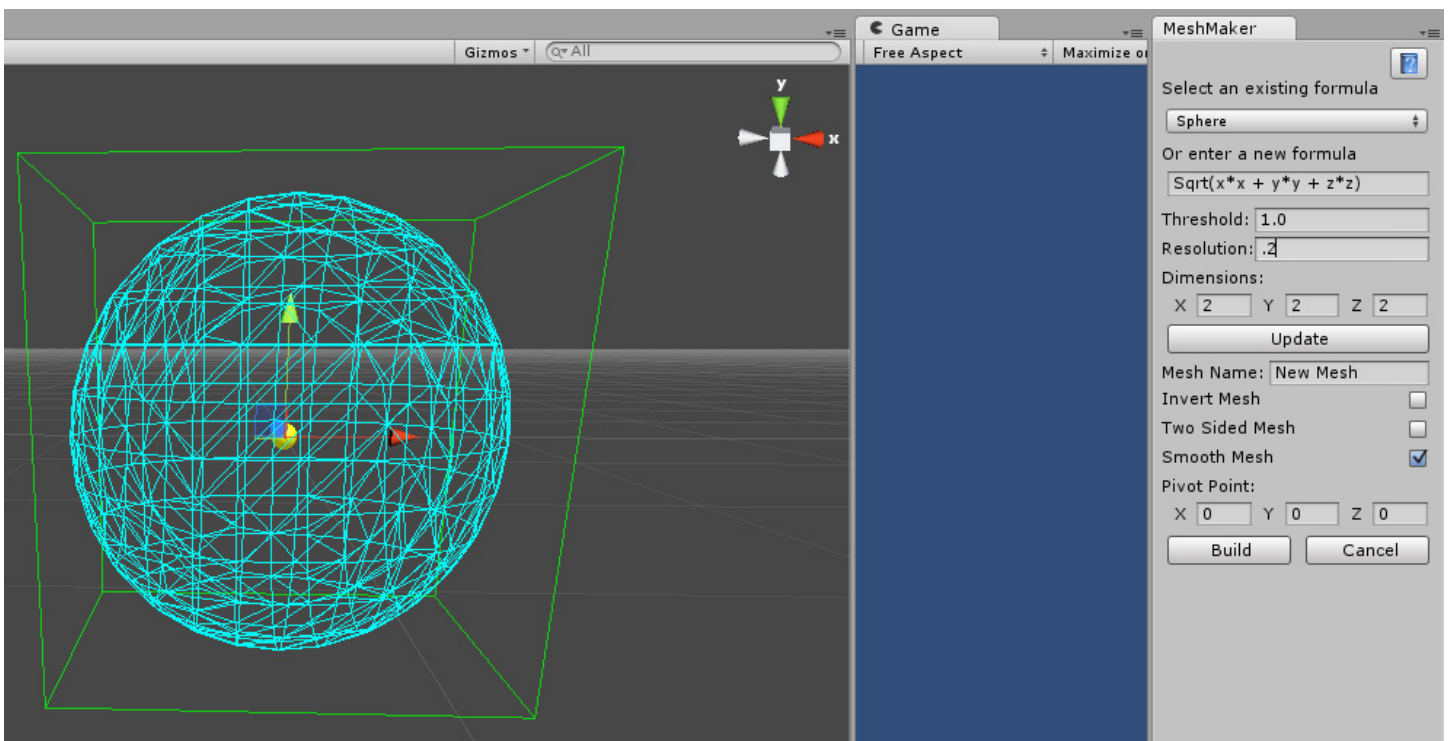 Gizmos
All
y
x
Game
Free Aspect
Maximize o
MeshMaker
Select an existing formula
Sphere
Or enter a new formula
Sqrt(x*x + y*y + z*z)
Threshold: 1.0
Resolution: .2
Dimensions:
X 2 Y 2 Z 2
Update
Mesh Name: New Mesh
Invert Mesh
Two Sided Mesh
Smooth Mesh
Pivot Point:
X 0 Y 0 Z 0
Build Cancel